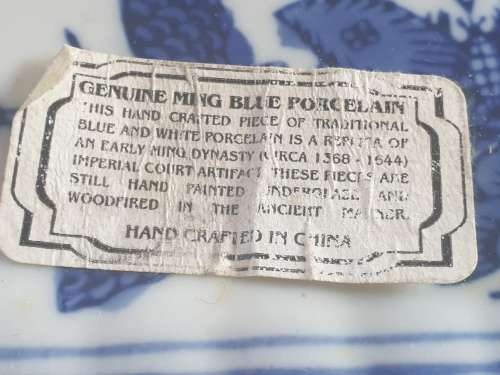 GENUINE MING BLUE PORCELAIN
THIS HAND CRAFTED PIECE OF TRADITIONAL
BLUE AND WHITE PORCELAIN IS A REPLICA OF
AN EARLY MING DYNASTY (CIRCA 1368 - 1644)
IMPERIAL COURT ARTIFACT. THESE PIECES ARE
STILL HAND PAINTED UNDERGLAZE AND
WOODFIRED IN THE ANCIENT MANNER.
HAND CRAFTED IN CHINA